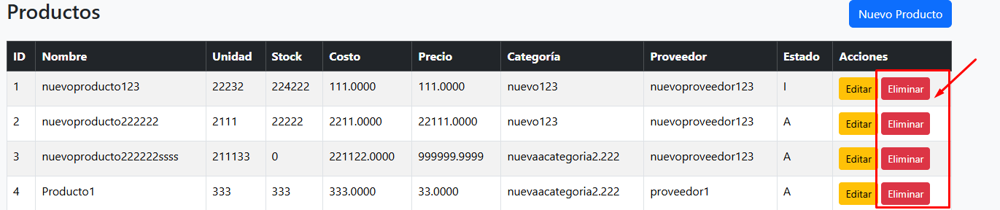 Productos
Nuevo Producto
ID Nombre Unidad Stock Costo Precio Categoría Proveedor Estado Acciones
1 nuevoproducto123 22232 224222 111.0000 111.0000 nuevo123 nuevoproveedor123 I Editar Eliminar
2 nuevoproducto222222 2111 22222 2211.0000 22111.0000 nuevo123 nuevoproveedor123 A Editar Eliminar
3 nuevoproducto222222ssss 211133 0 221122.0000 999999.9999 nuevaacategoria2.222 nuevoproveedor123 A Editar Eliminar
4 Producto1 333 333 333.0000 33.0000 nuevaacategoria2.222 proveedor1 A Editar Eliminar